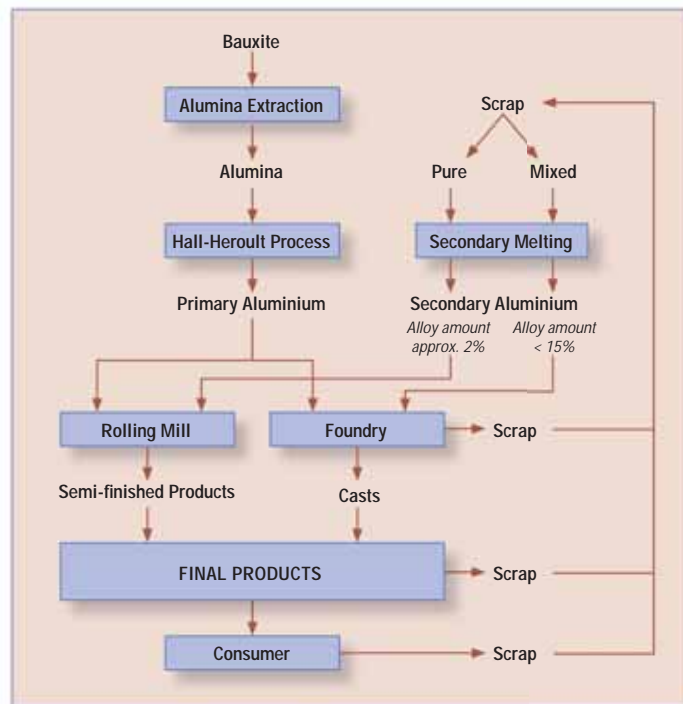 Bauxite
Alumina Extraction
Scrap
Alumina
Pure
Mixed
Hall-Heroult Process
Secondary Melting
Primary Aluminium
Secondary Aluminium
Alloy amount
approx. 2%
Alloy amount
< 15%
Rolling Mill
Foundry
Scrap
Semi-finished Products
Casts
FINAL PRODUCTS
Scrap
Consumer
Scrap